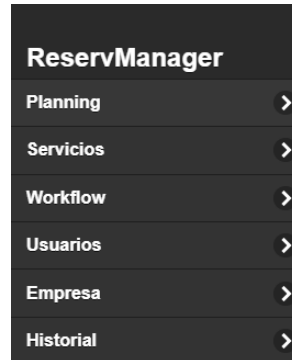 ReservManager
Planning
Servicios
Workflow
Usuarios
Empresa
Historial